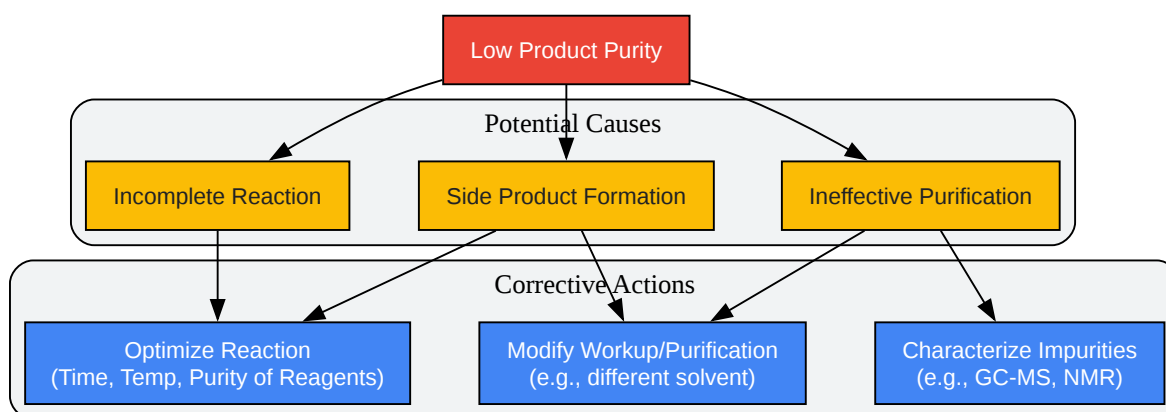 Low Product Purity
Potential Causes
Incomplete Reaction
Side Product Formation
Ineffective Purification
Corrective Actions
Optimize Reaction
(Time, Temp, Purity of Reagents)
Modify Workup/Purification
(e.g., different solvent)
Characterize Impurities
(e.g., GC-MS, NMR)